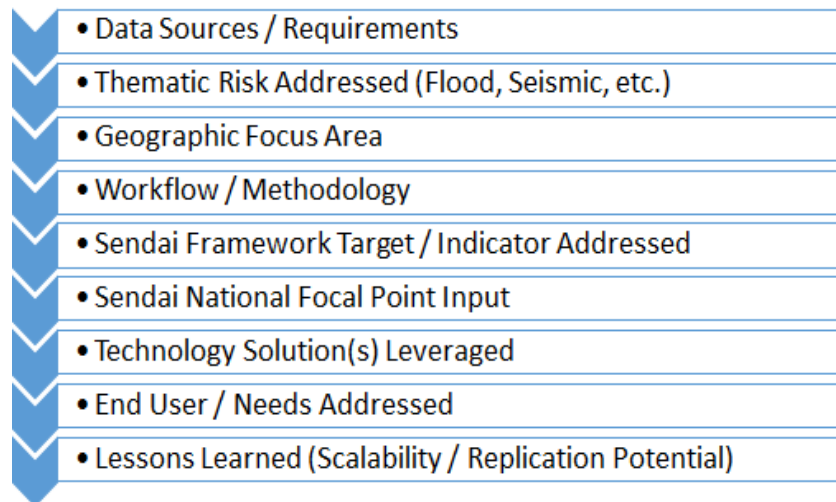 • Data Sources / Requirements
• Thematic Risk Addressed (Flood, Seismic, etc.)
• Geographic Focus Area
• Workflow / Methodology
• Sendai Framework Target / Indicator Addressed
• Sendai National Focal Point Input
• Technology Solution(s) Leveraged
• End User / Needs Addressed
• Lessons Learned (Scalability / Replication Potential)